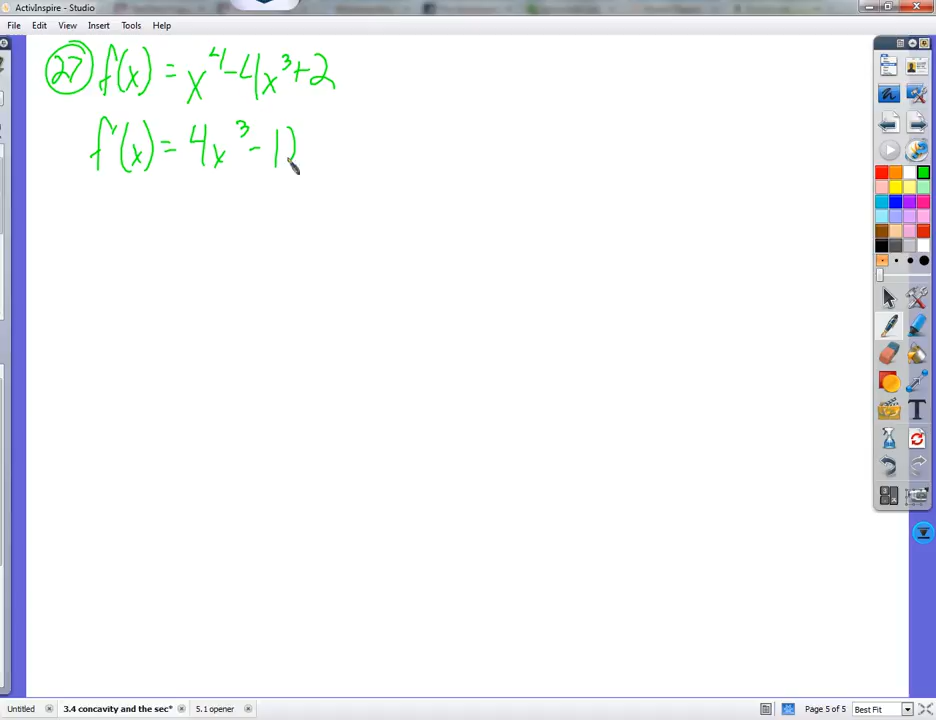 ActivInspire - Studio
File Edit View Insert Tools Help
27 f(x) = x⁴-4x³+2
f'(x) = 4x³ - 12
Untitled 3.4 concavity and the sec* 5.1 opener Page 5 of 5 Best Fit